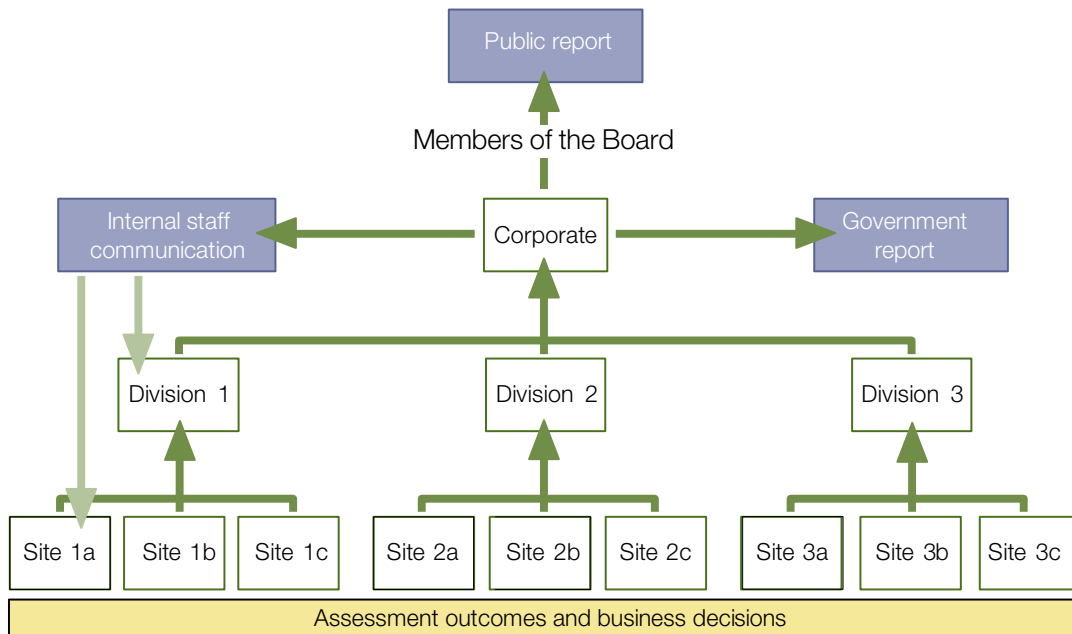 Public report
Members of the Board
Internal staff
communication
Corporate
Government
report
Division 1
Division 2
Division 3
Site 1a
Site 1b
Site 1c
Site 2a
Site 2b
Site 2c
Site 3a
Site 3b
Site 3c
Assessment outcomes and business decisions